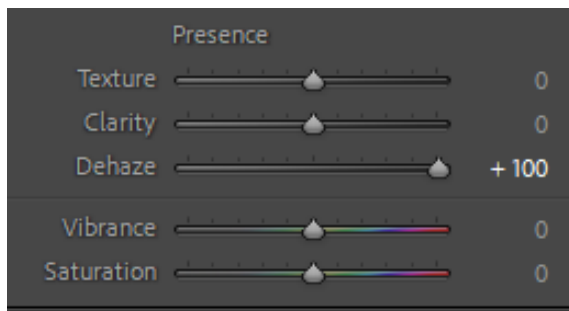 Presence
Texture 0
Clarity 0
Dehaze + 100
Vibrance 0
Saturation 0